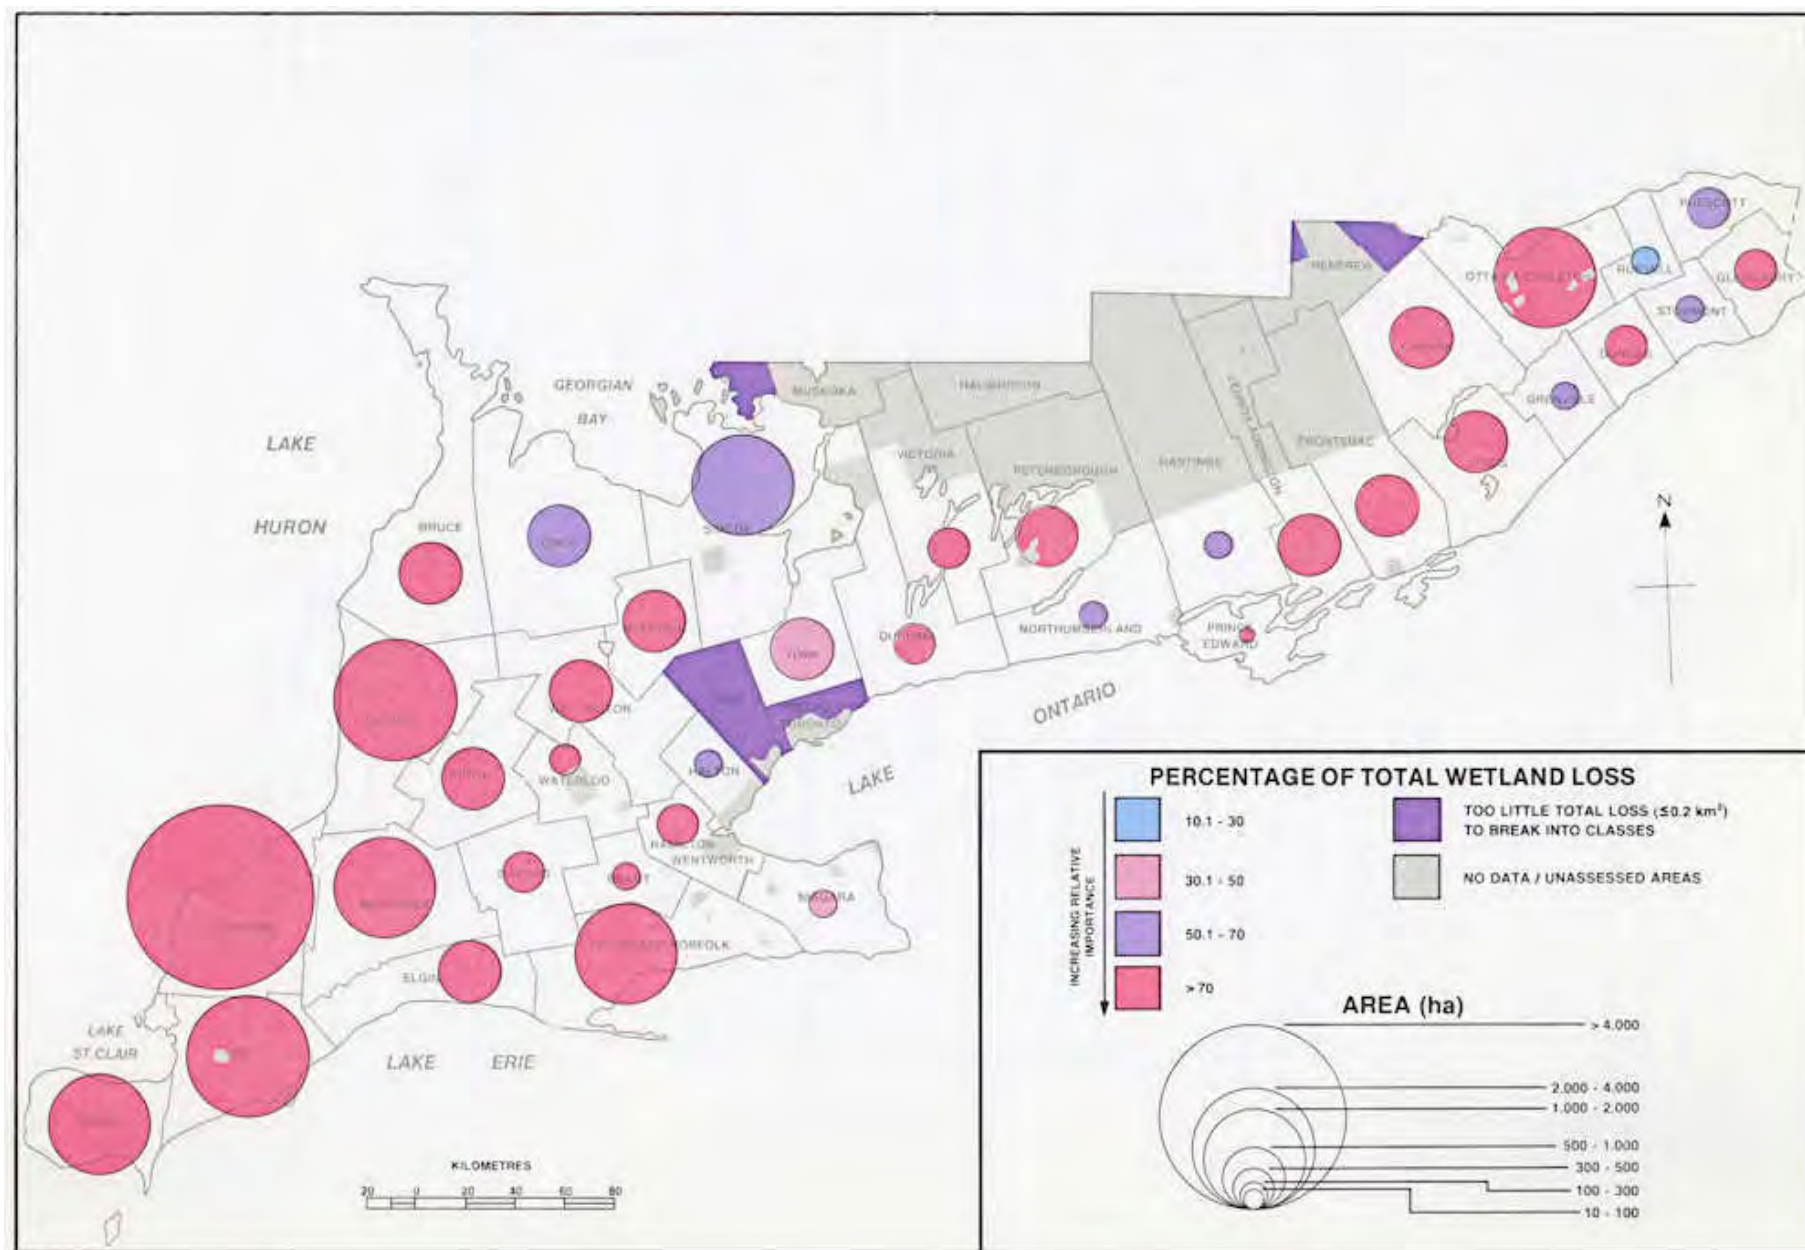 PRESCOTT
RENFREW
GLENGARRY
STORMONT
GEORGIAN
BAY
MUSKOKA
HALIBURTON
GRENVILLE
LAKE
HURON
VICTORIA
PETERBOROUGH
HASTINGS
FRONTENAC
LENNOX ADDINGTON
BRUCE
SIMCOE
N
YORK
DURHAM
NORTHUMBERLAND
PRINCE
EDWARD
ONTARIO
LAKE
TORONTO
HALTON
WATERLOO
HAMILTON
WENTWORTH
BRANT
NIAGARA
NORFOLK
ELGIN
LAKE
ST CLAIR
LAKE ERIE
KILOMETRES
20 0 20 40 60 80
PERCENTAGE OF TOTAL WETLAND LOSS
INCREASING RELATIVE
IMPORTANCE
10.1 - 30
30.1 - 50
50.1 - 70
> 70
TOO LITTLE TOTAL LOSS (≤0.2 km²)
TO BREAK INTO CLASSES
NO DATA / UNASSESSED AREAS
AREA (ha)
> 4.000
2.000 - 4.000
1.000 - 2.000
500 - 1.000
300 - 500
100 - 300
10 - 100